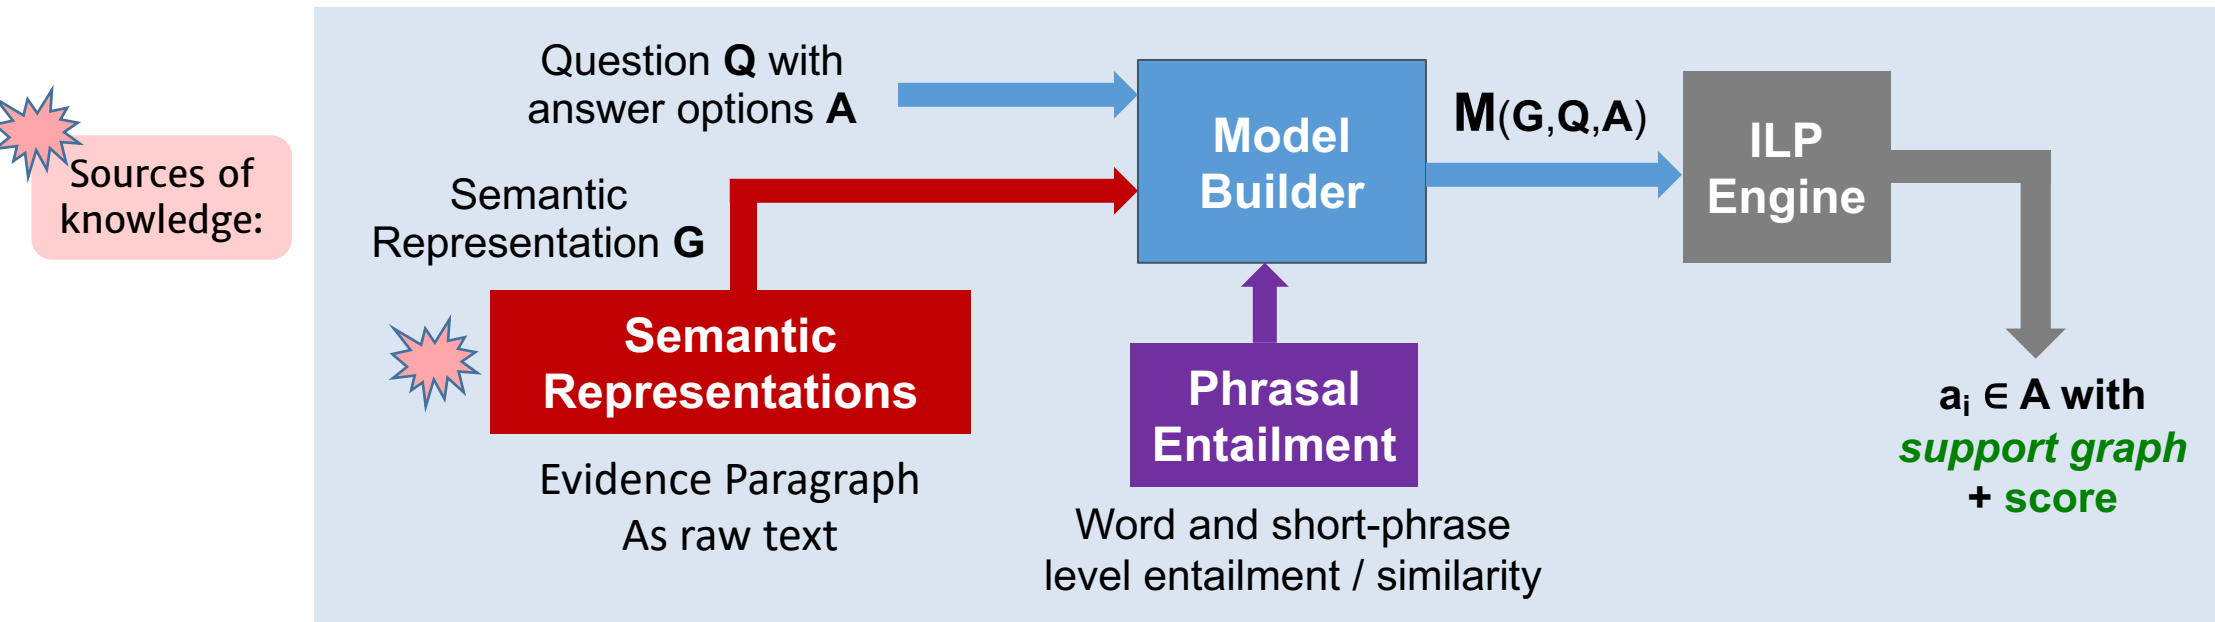 Sources of
knowledge:
Question Q with
answer options A
Semantic
Representation G
Semantic
Representations
Evidence Paragraph
As raw text
Model
Builder
Phrasal
Entailment
Word and short-phrase
level entailment / similarity
M(G,Q,A)
ILP
Engine
aᵢ ∈ A with
support graph
+ score